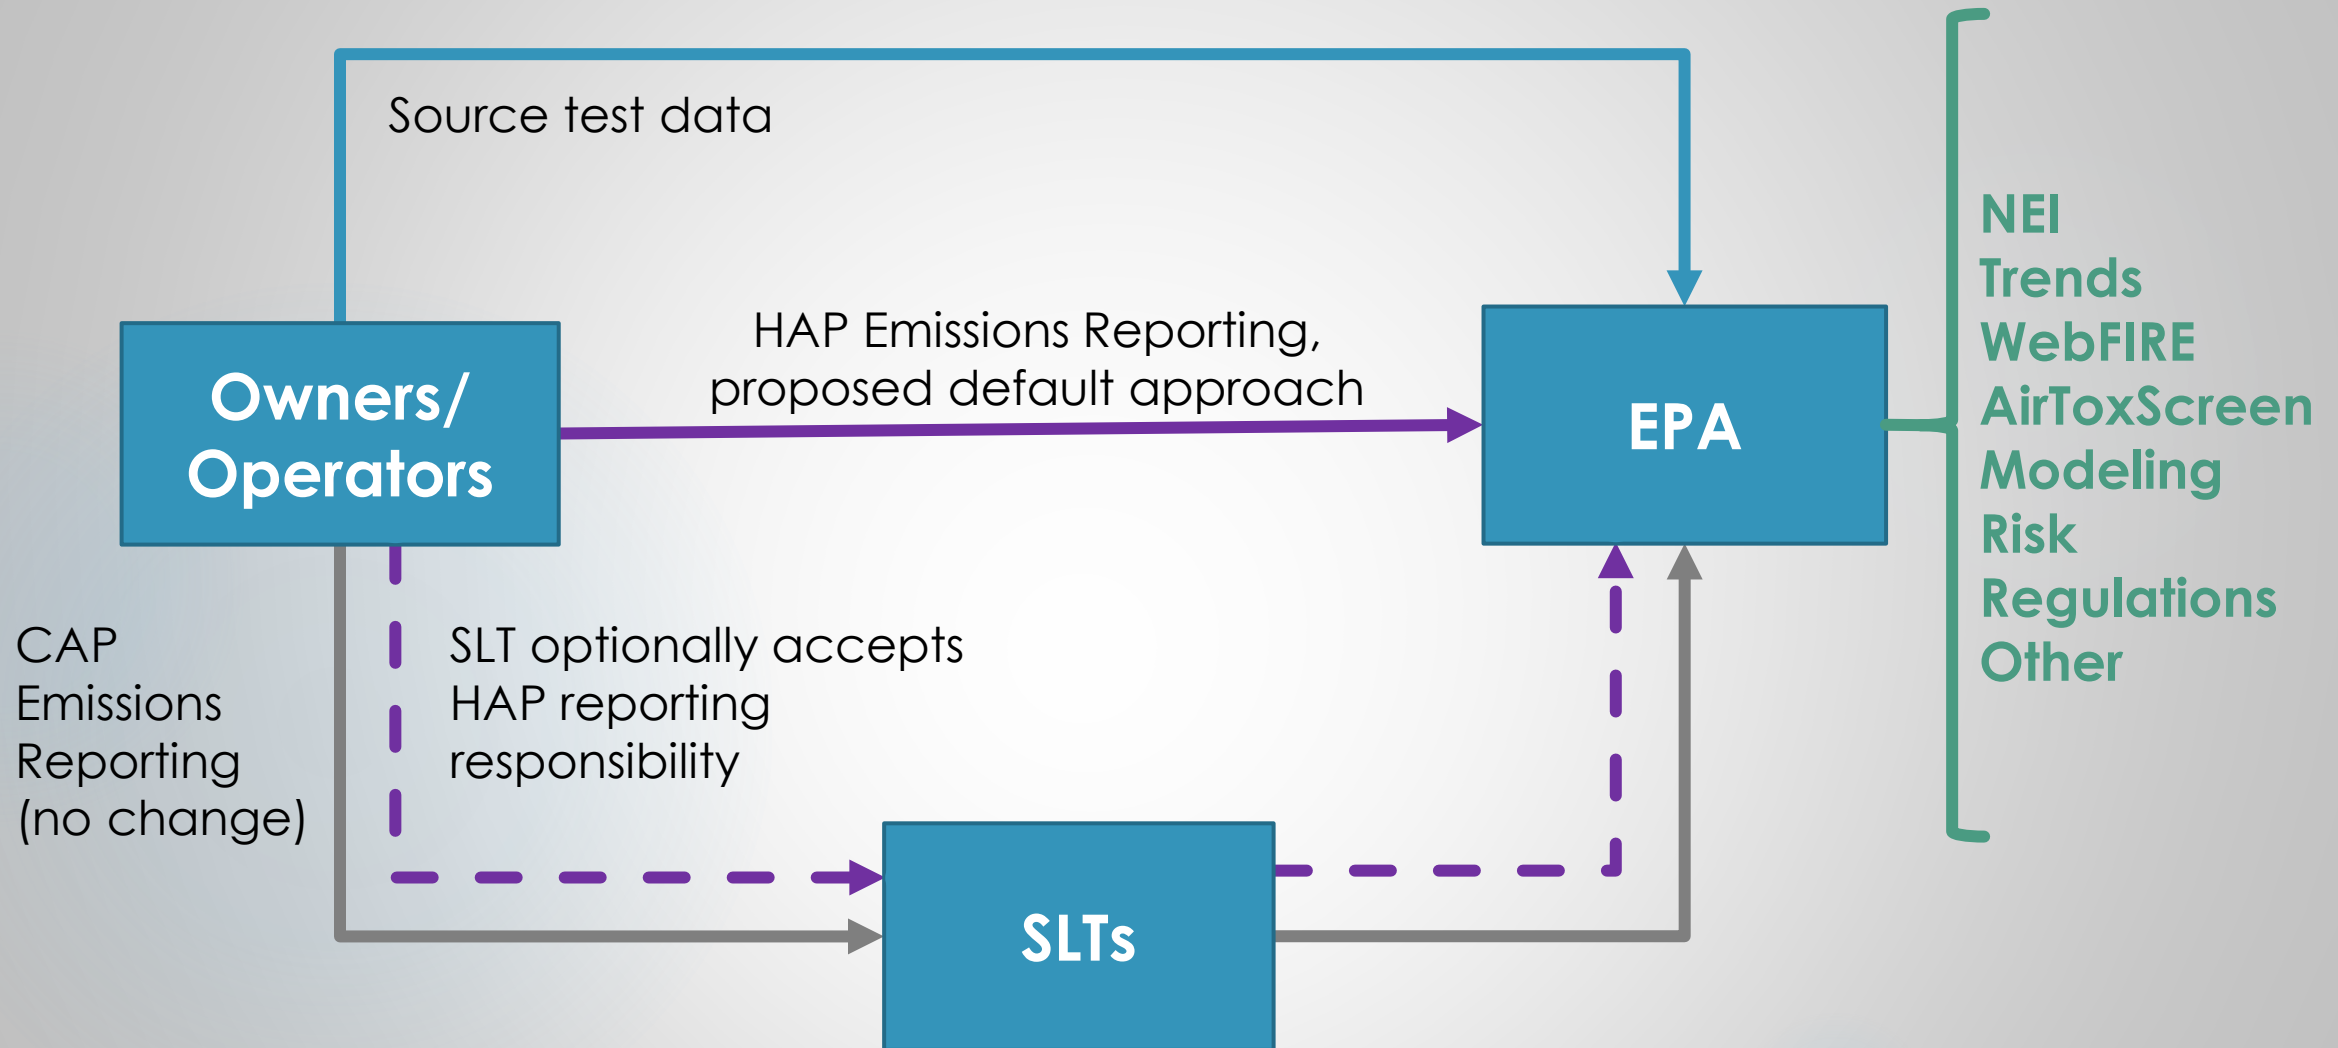 Source test data
HAP Emissions Reporting,
proposed default approach
Owners/
Operators
EPA
NEI
Trends
WebFIRE
AirToxScreen
Modeling
Risk
Regulations
Other
CAP
Emissions
Reporting
(no change)
SLT optionally accepts
HAP reporting
responsibility
SLTs